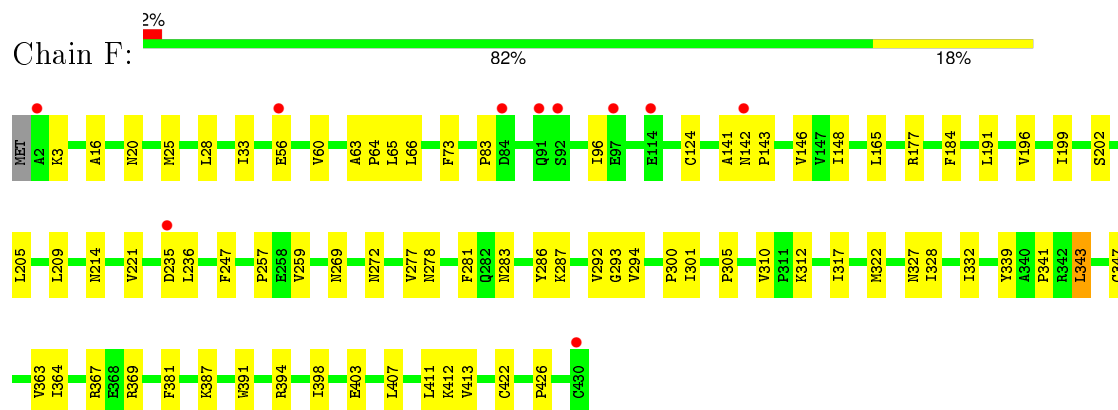 2%
Chain F:
82% 18%
MET A2 K3 A16 N20 M25 L28 I33 E56 V60 A63 P64 L65 L66 F73 P83 D84 Q91 S92 I96 E97 E114 C124 A141 N142 P143 V146 V147 I148 L165 R177 F184 L191 V196 I199 S202
L205 L209 N214 V221 D235 L236 F247 P257 E258 V259 N269 N272 V277 N278 F281 Q282 N283 Y286 K287 V292 G293 V294 P300 I301 P305 V310 P311 K312 I317 M322 N327 I328 I332 Y339 A340 P341 R342 L343
V363 I364 R367 E368 R369 F381 K387 W391 R394 I398 E403 L407 L411 K412 V413 C422 P426 C430